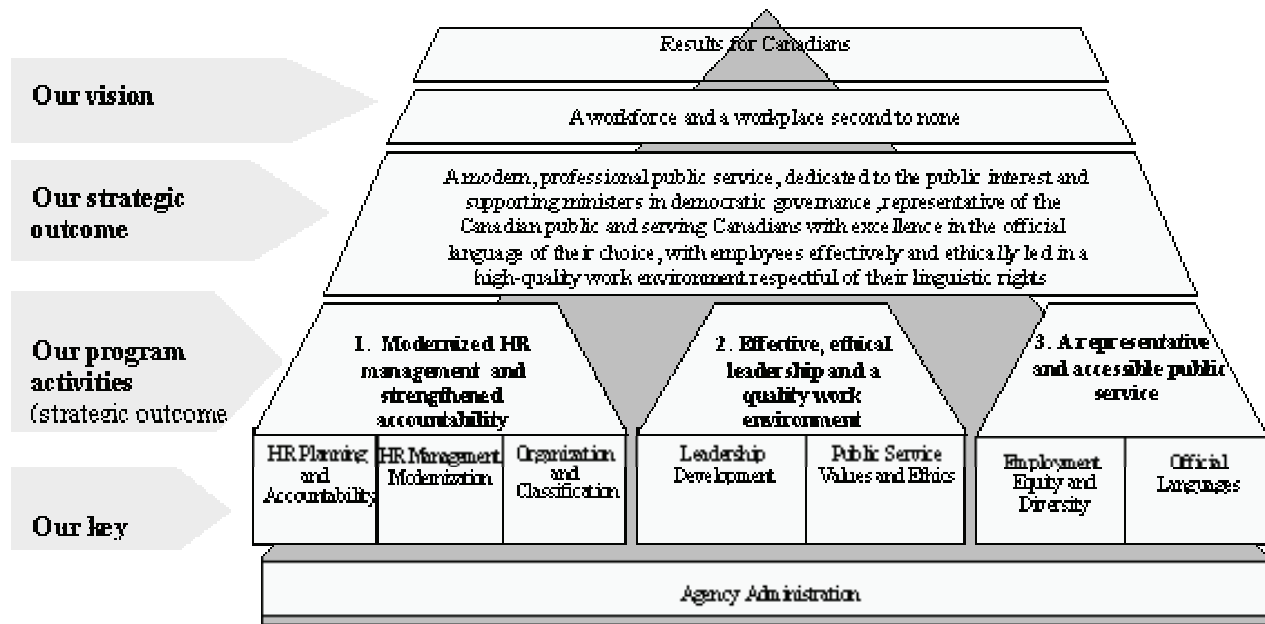 Results for Canadians
Our vision
A workforce and a workplace second to none
Our strategic
outcome
A modern, professional public service, dedicated to the public interest and
supporting ministers in democratic governance, representative of the
Canadian public and serving Canadians with excellence in the official
language of their choice, with employees effectively and ethically led in a
high-quality work environment respectful of their linguistic rights
Our program
activities
(strategic outcome
1. Modernized HR
management and
strengthened
accountability
2. Effective, ethical
leadership and a
quality work
environment
3. A representative
and accessible public
service
Our key
HR Planning
and
Accountability
HR Management
Modernization
Organization
and
Classification
Leadership
Development
Public Service
Values and Ethics
Employment
Equity and
Diversity
Official
Languages
Agency Administration